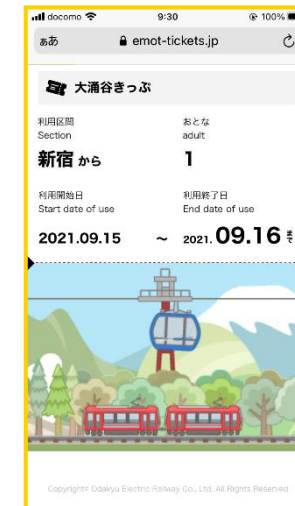 docomo 9:30 100%
ああ emot-tickets.jp
大涌谷きっぷ
利用区間 おとな
Section adult
新宿 から 1
利用開始日 利用終了日
Start date of use End date of use
2021.09.15 ～ 2021.09.16 まで
Copyright© Odakyu Electric Railway Co., Ltd. All Rights Reserved